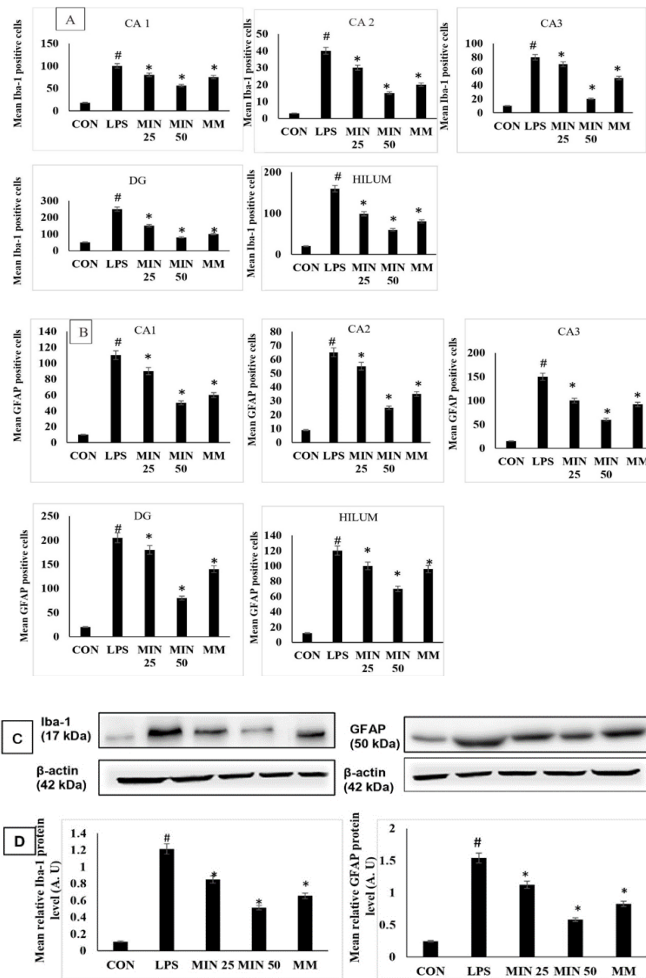 A
CA 1
Mean Iba-1 positive cells
150
100
50
0
#
*
*
*
CON LPS MIN 25 MIN 50 MM
CA 2
Mean Iba-1 positive cells
40
20
0
#
*
*
*
CON LPS MIN 25 MIN 50 MM
CA3
Mean Iba-1 positive cells
100
80
60
40
20
0
#
*
*
*
CON LPS MIN 25 MIN 50 MM
DG
Mean Iba-1 positive cells
300
200
100
0
#
*
*
*
CON LPS MIN 25 MIN 50 MM
HILUM
Mean Iba-1 positive cells
200
100
0
#
*
*
*
CON LPS MIN 25 MIN 50 MM
B
CA1
Mean GFAP positive cells
140
120
100
80
60
40
20
0
#
*
*
*
CON LPS MIN 25 MIN 50 MM
CA2
Mean GFAP positive cells
80
60
40
20
0
#
*
*
*
CON LPS MIN 25 MIN 50 MM
CA3
Mean GFAP positive cells
200
150
100
50
0
#
*
*
*
CON LPS MIN 25 MIN 50 MM
DG
Mean GFAP positive cells
250
200
150
100
50
0
#
*
*
*
CON LPS MIN 25 MIN 50 MM
HILUM
Mean GFAP positive cells
140
120
100
80
60
40
20
0
#
*
*
*
CON LPS MIN 25 MIN 50 MM
C
Iba-1
(17 kDa)
β-actin
(42 kDa)
GFAP
(50 kDa)
β-actin
(42 kDa)
D
Mean relative Iba-1 protein
level (A. U)
1.4
1.2
1
0.8
0.6
0.4
0.2
0
#
*
*
*
CON LPS MIN 25 MIN 50 MM
Mean relative GFAP protein
level (A. U)
2
1.5
1
0.5
0
#
*
*
*
CON LPS MIN 25 MIN 50 MM